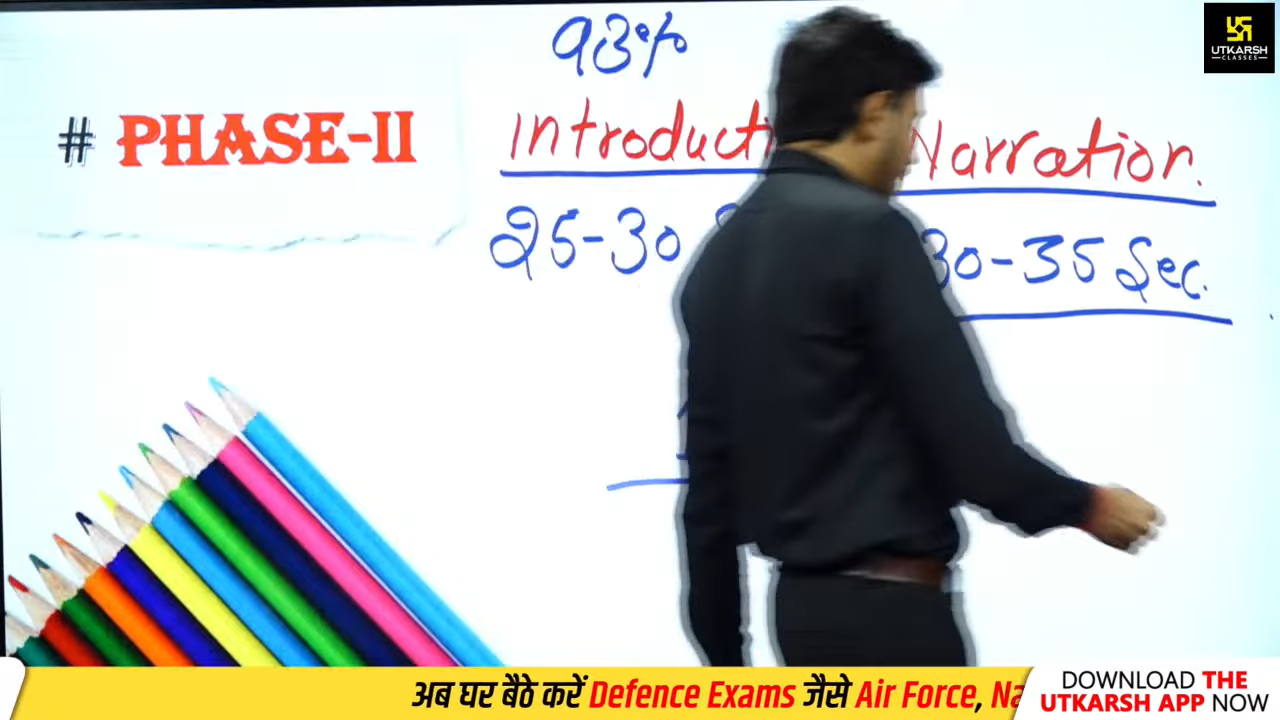 93%
UTKARSH
CLASSES
# PHASE-II
Introducti Narration.
25-30 30-35 Sec.
अब घर बैठे करें Defence Exams जैसे Air Force, Na
DOWNLOAD THE
UTKARSH APP NOW